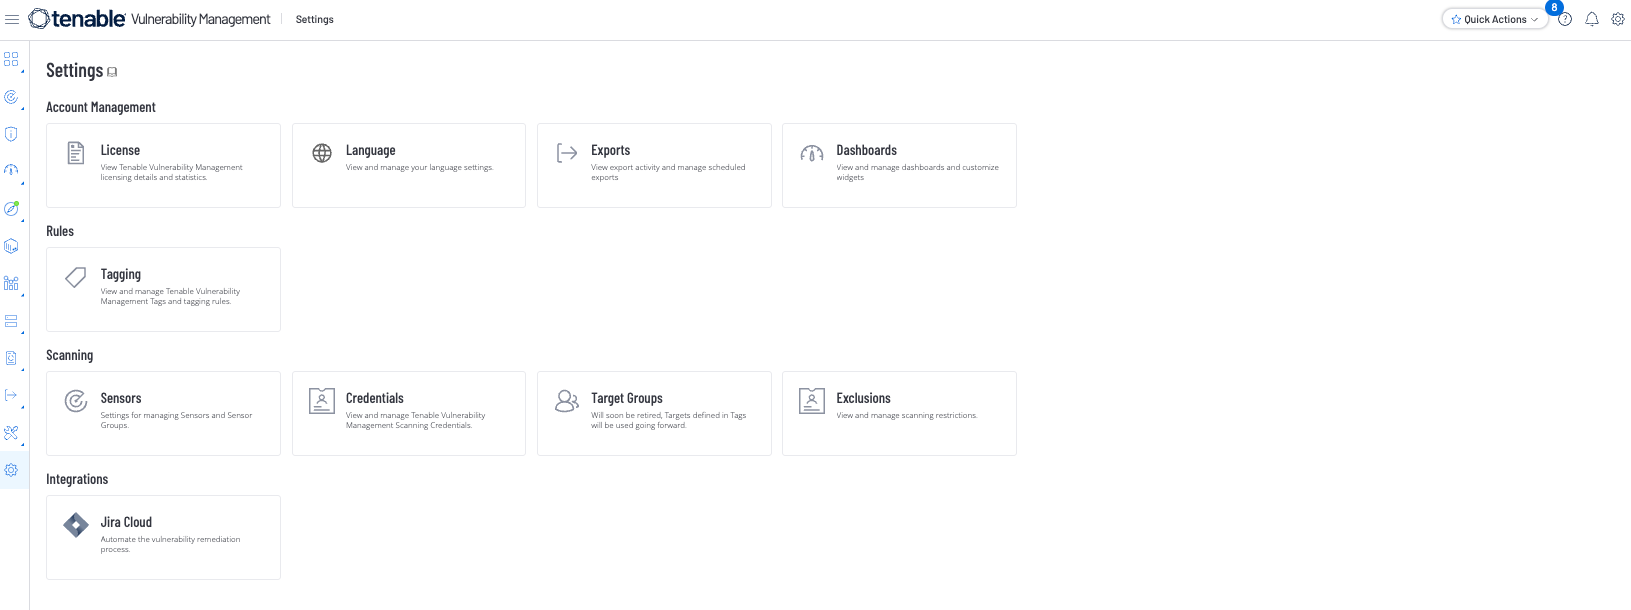 tenable Vulnerability Management Settings Quick Actions 8
Settings
Account Management
License
View Tenable Vulnerability Management
licensing details and statistics.
Language
View and manage your language settings.
Exports
View export activity and manage scheduled
exports
Dashboards
View and manage dashboards and customize
widgets
Rules
Tagging
View and manage Tenable Vulnerability
Management Tags and tagging rules.
Scanning
Sensors
Settings for managing Sensors and Sensor
Groups.
Credentials
View and manage Tenable Vulnerability
Management Scanning Credentials.
Target Groups
Will soon be retired, Targets defined in Tags
will be used going forward.
Exclusions
View and manage scanning restrictions.
Integrations
Jira Cloud
Automate the vulnerability remediation
process.